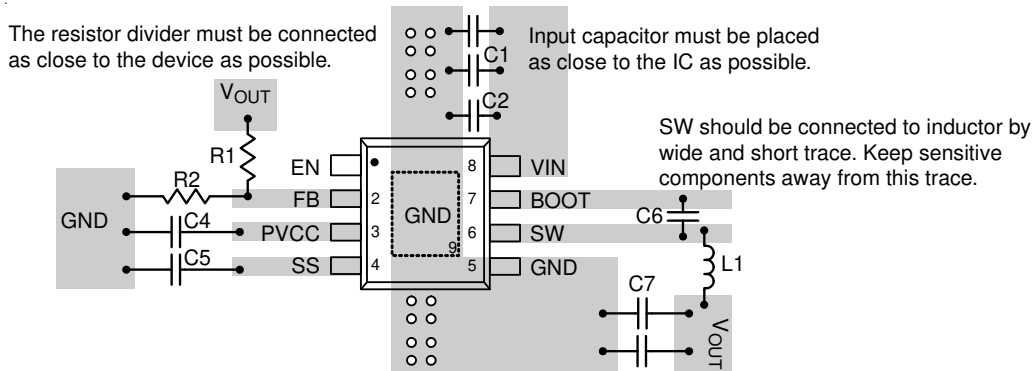 The resistor divider must be connected
as close to the device as possible.
Input capacitor must be placed
as close to the IC as possible.
C1
C2
VOUT
SW should be connected to inductor by
wide and short trace. Keep sensitive
components away from this trace.
R1
EN
8
VIN
R2
FB
2
7
BOOT
GND
GND
C4
PVCC
3
6
SW
C6
9
C5
SS
4
5
GND
L1
C7
VOUT